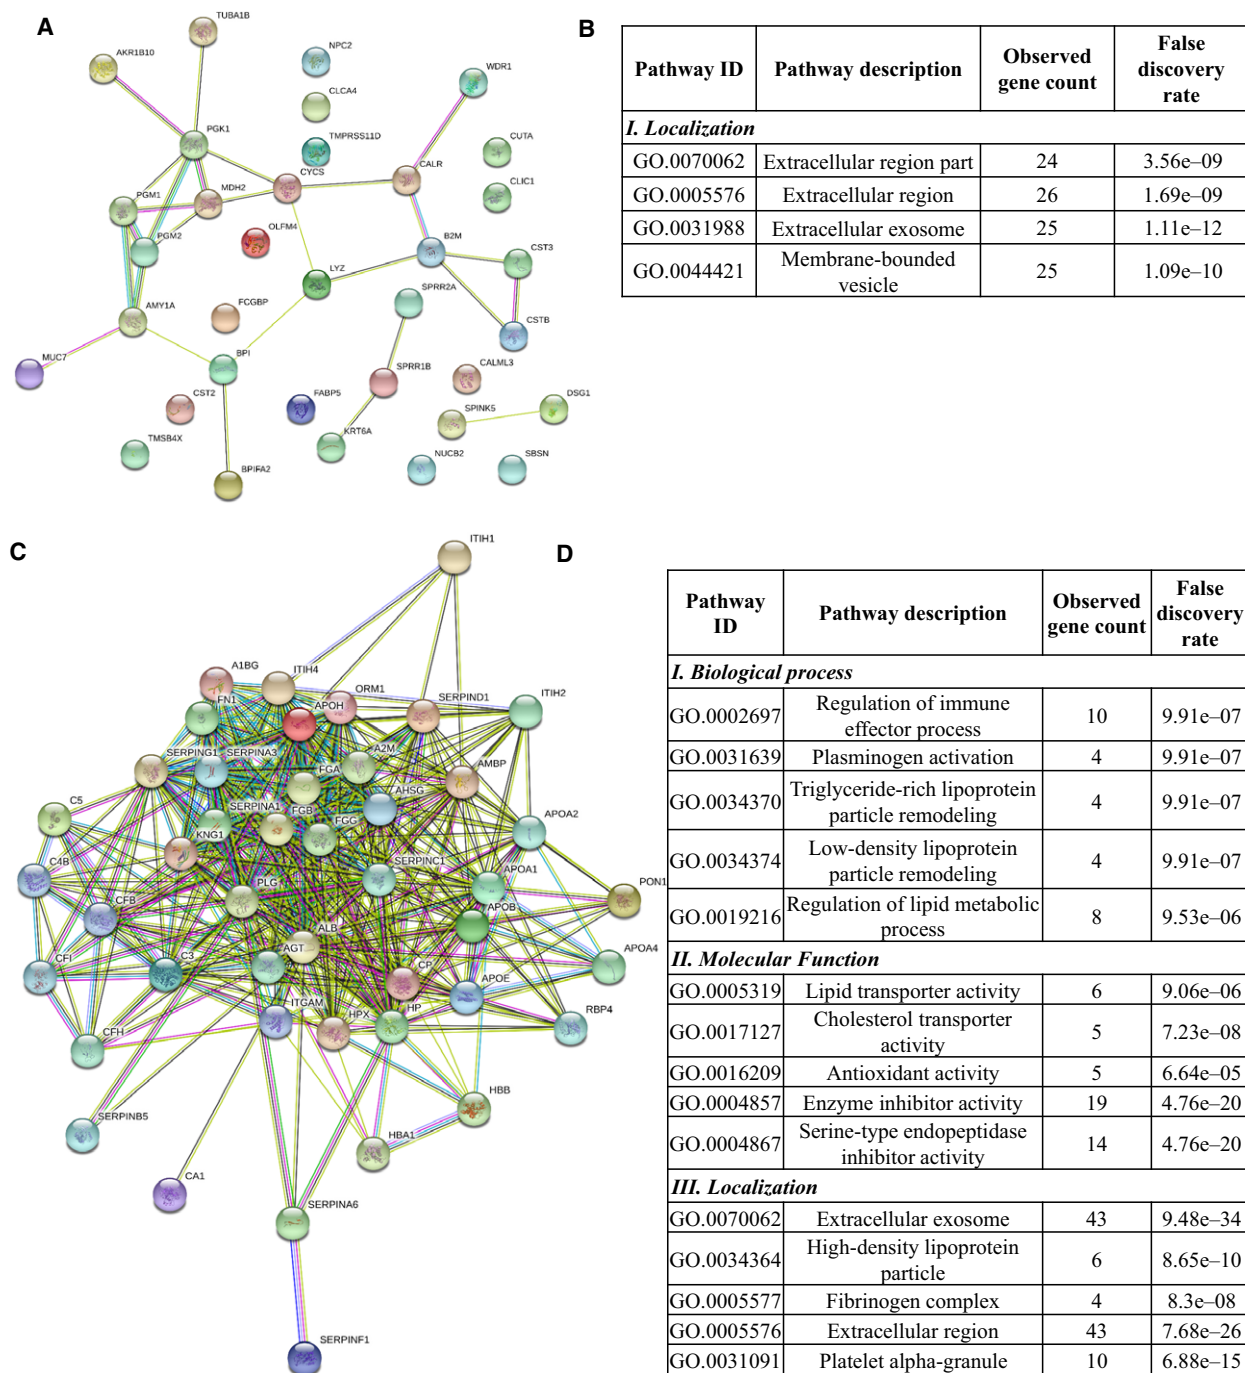 A
TUBA1B
AKR1B10
NPC2
WDR1
CLCA4
PGK1
TMPRSS11D
CUTA
CYCS
CALR
MDH2
PGM1
CLIC1
OLFM4
PGM2
B2M
CST3
LYZ
SPRR2A
AMY1A
FCGBP
CSTB
MUC7
BPI
SPRR1B
CALML3
CST2
FABP5
DSG1
SPINK5
TMSB4X
KRT6A
BPIFA2
NUCB2
SBSN
B
Pathway ID Pathway description Observed gene count False discovery rate
I. Localization
GO.0070062 Extracellular region part 24 3.56e–09
GO.0005576 Extracellular region 26 1.69e–09
GO.0031988 Extracellular exosome 25 1.11e–12
GO.0044421 Membrane-bounded vesicle 25 1.09e–10
C
ITIH1
A1BG
ITIH4
FN1
APOH
ORM1
SERPIND1
ITIH2
SERPING1
SERPINA3
A2M
AMBP
FGA
AHSG
C5
SERPINA1
FGB
FGG
APOA2
KNG1
C4B
SERPINC1
APOA1
PLG
PON1
CFB
APOB
ALB
AGT
APOA4
CFI
C3
CP
APOE
ITGAM
HPX
HP
RBP4
CFH
HBB
SERPINB5
HBA1
CA1
SERPINA6
SERPINF1
D
Pathway ID Pathway description Observed gene count False discovery rate
I. Biological process
GO.0002697 Regulation of immune effector process 10 9.91e–07
GO.0031639 Plasminogen activation 4 9.91e–07
GO.0034370 Triglyceride-rich lipoprotein particle remodeling 4 9.91e–07
GO.0034374 Low-density lipoprotein particle remodeling 4 9.91e–07
GO.0019216 Regulation of lipid metabolic process 8 9.53e–06
II. Molecular Function
GO.0005319 Lipid transporter activity 6 9.06e–06
GO.0017127 Cholesterol transporter activity 5 7.23e–08
GO.0016209 Antioxidant activity 5 6.64e–05
GO.0004857 Enzyme inhibitor activity 19 4.76e–20
GO.0004867 Serine-type endopeptidase inhibitor activity 14 4.76e–20
III. Localization
GO.0070062 Extracellular exosome 43 9.48e–34
GO.0034364 High-density lipoprotein particle 6 8.65e–10
GO.0005577 Fibrinogen complex 4 8.3e–08
GO.0005576 Extracellular region 43 7.68e–26
GO.0031091 Platelet alpha-granule 10 6.88e–15